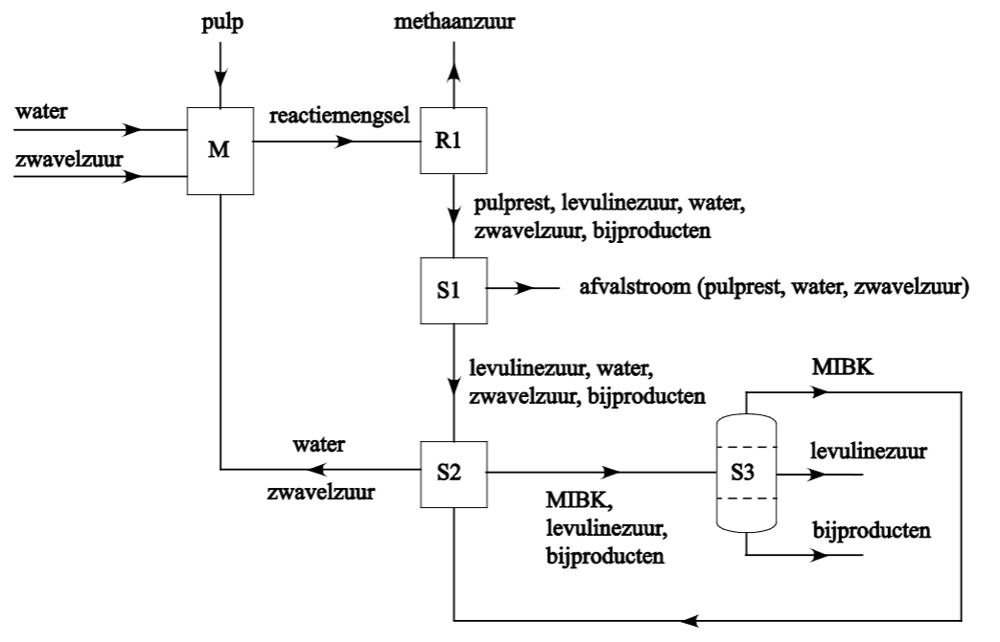 pulp
methaanzuur
water
reactiemengsel
M
R1
zwavelzuur
pulprest, levulinezuur, water,
zwavelzuur, bijproducten
S1
afvalstroom (pulprest, water, zwavelzuur)
levulinezuur, water,
zwavelzuur, bijproducten
MIBK
water
zwavelzuur
S2
S3
levulinezuur
MIBK,
levulinezuur,
bijproducten
bijproducten